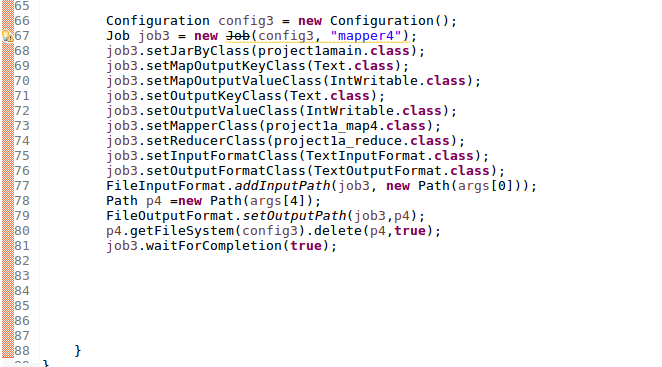 65
66 Configuration config3 = new Configuration();
67 Job job3 = new Job(config3, "mapper4");
68 job3.setJarByClass(project1amain.class);
69 job3.setMapOutputKeyClass(Text.class);
70 job3.setMapOutputValueClass(IntWritable.class);
71 job3.setOutputKeyClass(Text.class);
72 job3.setOutputValueClass(IntWritable.class);
73 job3.setMapperClass(project1a_map4.class);
74 job3.setReducerClass(project1a_reduce.class);
75 job3.setInputFormatClass(TextInputFormat.class);
76 job3.setOutputFormatClass(TextOutputFormat.class);
77 FileInputFormat.addInputPath(job3, new Path(args[0]));
78 Path p4 =new Path(args[4]);
79 FileOutputFormat.setOutputPath(job3,p4);
80 p4.getFileSystem(config3).delete(p4,true);
81 job3.waitForCompletion(true);
82
83
84
85
86
87
88 }
89 }